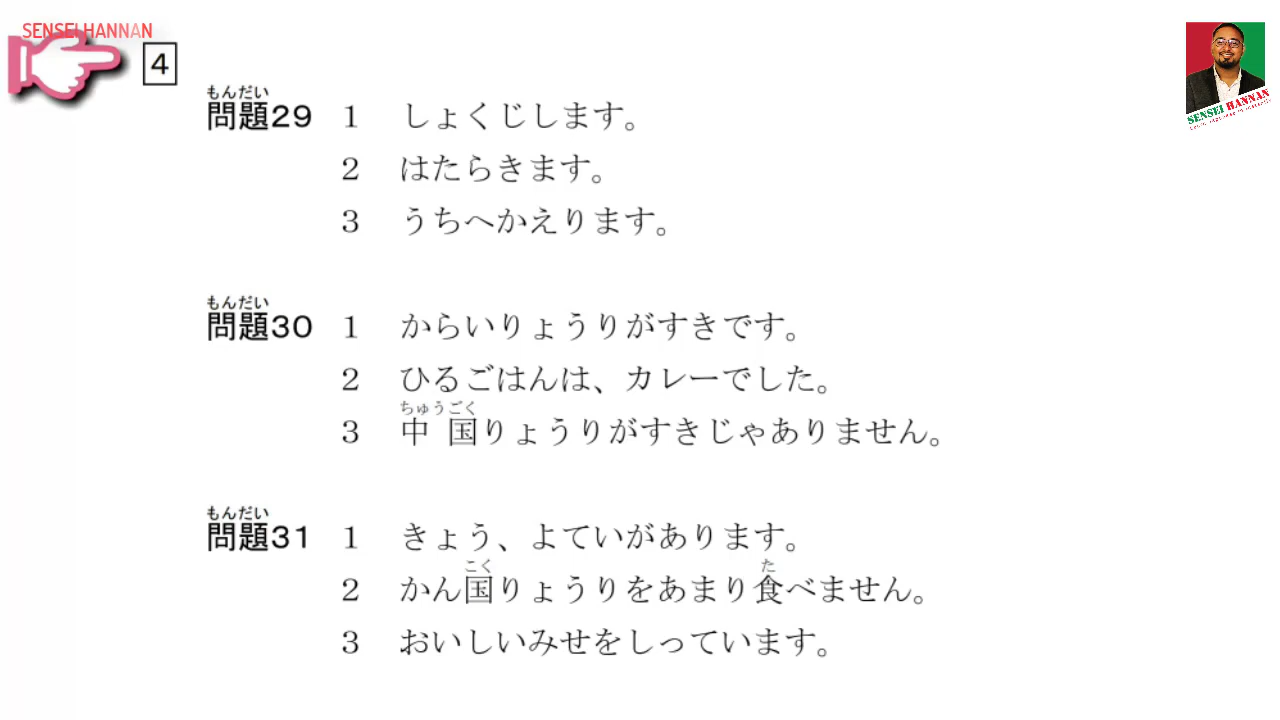 SENSEI HANNAN
4
SENSEI HANNAN
もんだい
問題29 1 しょくじします。
2 はたらきます。
3 うちへかえります。
もんだい
問題30 1 からいりょうりがすきです。
2 ひるごはんは、カレーでした。
ちゅうごく
3 中国りょうりがすきじゃありません。
もんだい
問題31 1 きょう、よていがあります。
こく た
2 かん国りょうりをあまり食べません。
3 おいしいみせをしっています。